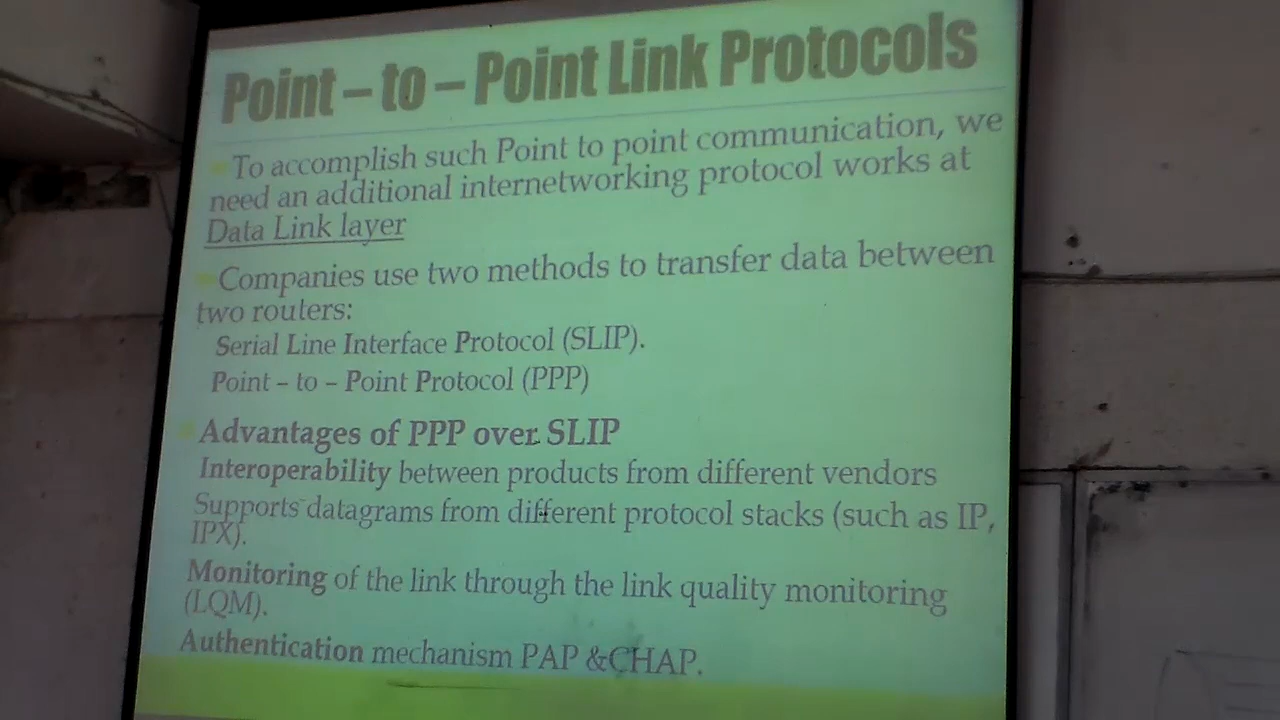 Point – to – Point Link Protocols
To accomplish such Point to point communication, we
need an additional internetworking protocol works at
Data Link layer
Companies use two methods to transfer data between
two routers:
Serial Line Interface Protocol (SLIP).
Point – to – Point Protocol (PPP)
Advantages of PPP over SLIP
Interoperability between products from different vendors
Supports datagrams from different protocol stacks (such as IP,
IPX).
Monitoring of the link through the link quality monitoring
(LQM).
Authentication mechanism PAP &CHAP.